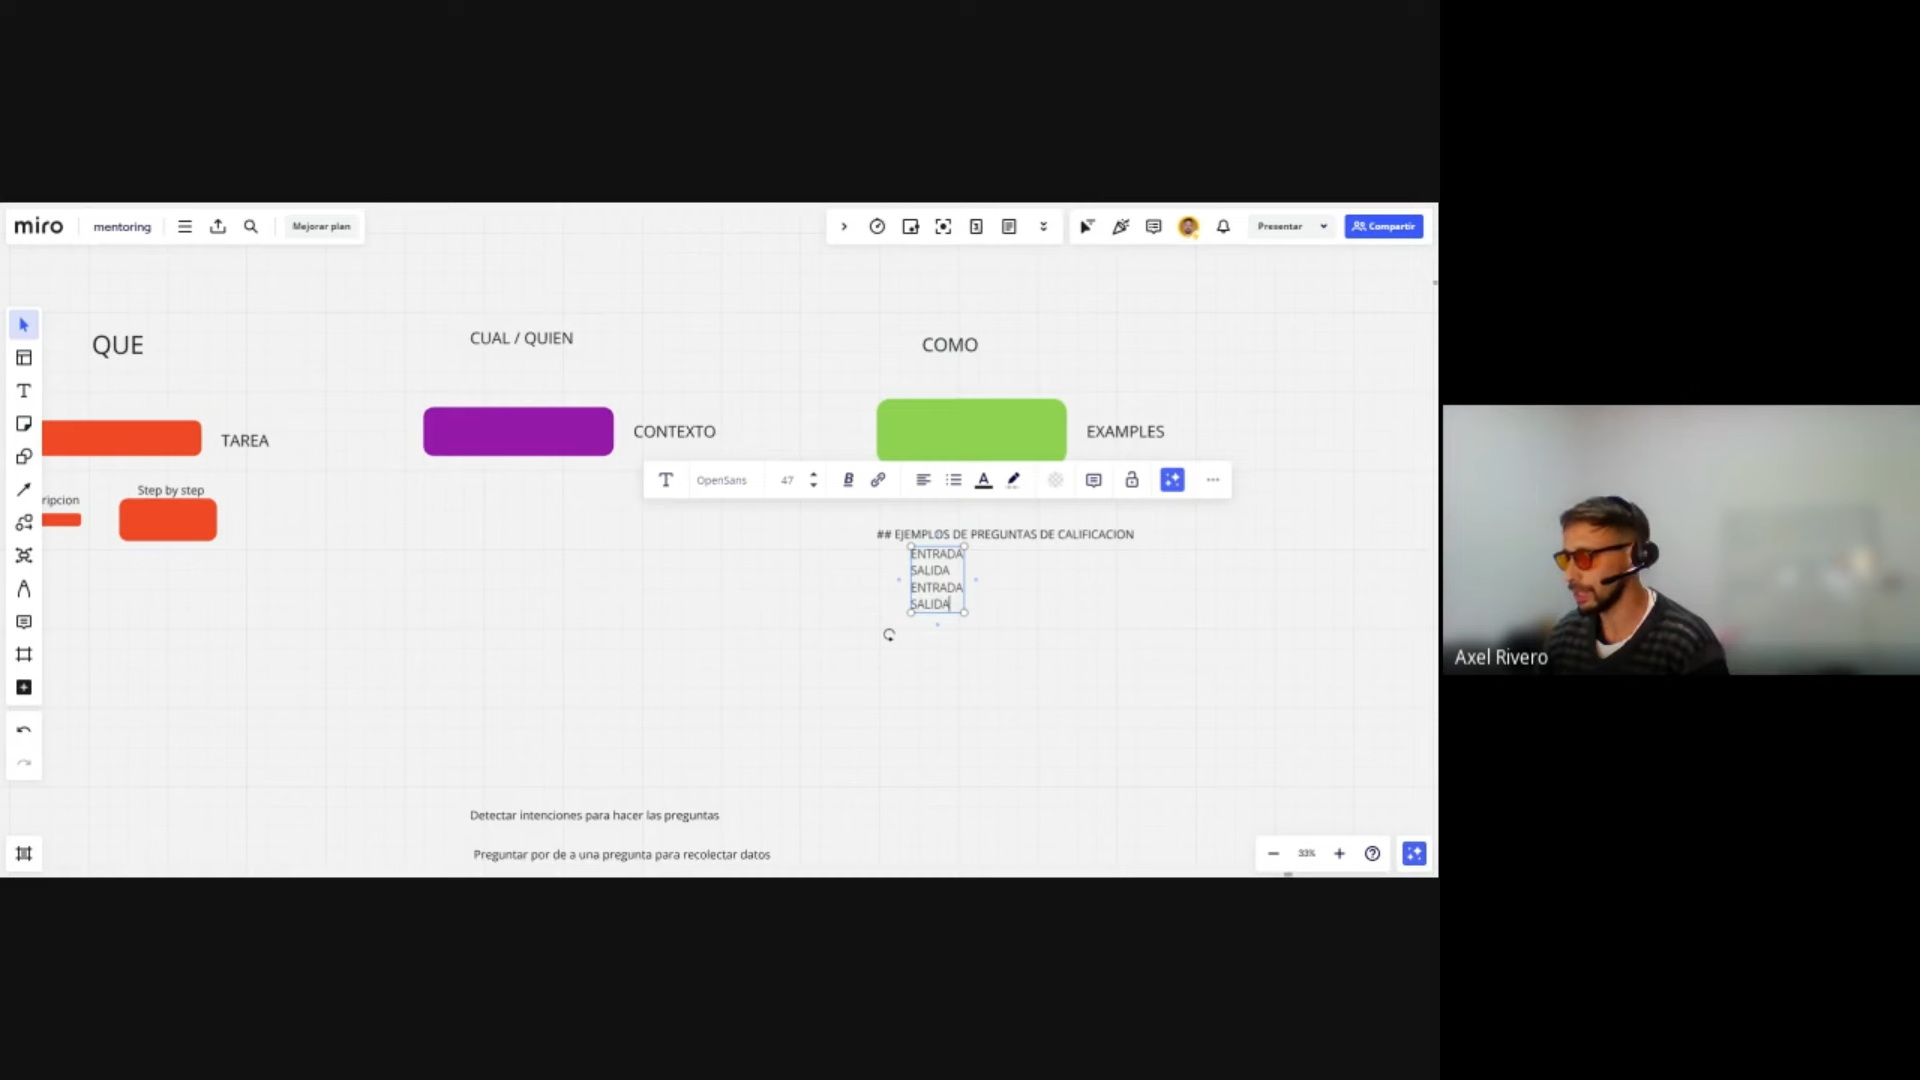 miro
mentoring
Mejorar plan
Presentar
Compartir
QUE
CUAL / QUIEN
COMO
TAREA
CONTEXTO
EXAMPLES
OpenSans
47
B
A
Step by step
ripcion
## EJEMPLOS DE PREGUNTAS DE CALIFICACION
ENTRADA
SALIDA
ENTRADA
SALIDA
Axel Rivero
Detectar intenciones para hacer las preguntas
Preguntar por de a una pregunta para recolectar datos
33%